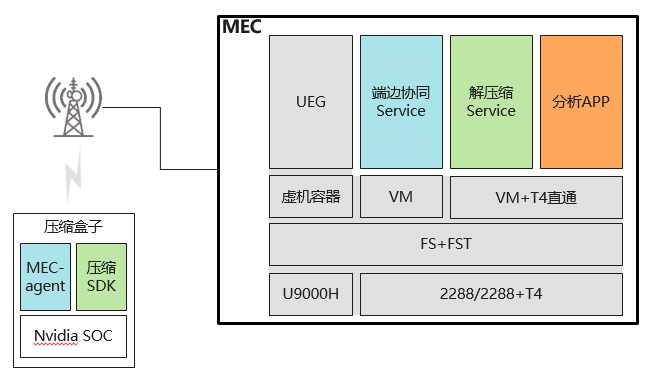 MEC
UEG
端边协同
Service
解压缩
Service
分析APP
虚机容器
VM
VM+T4直通
FS+FST
U9000H
2288/2288+T4
压缩盒子
MEC-
agent
压缩
SDK
Nvidia SOC